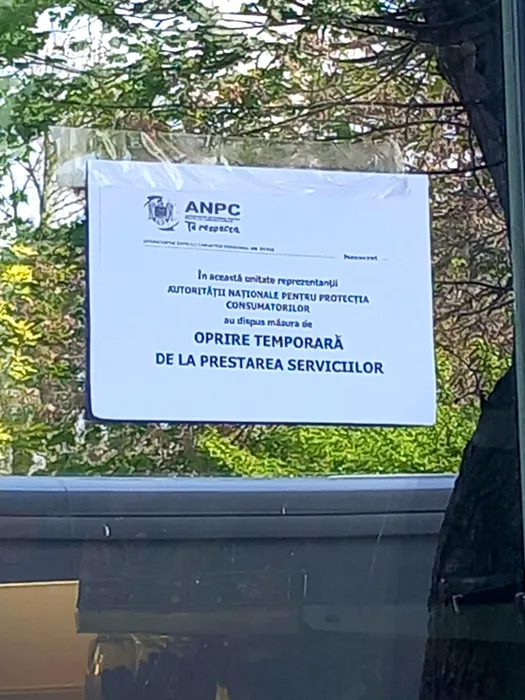 ANPC
Te respectă
Nesecret
În această unitate reprezentanții
AUTORITĂȚII NAȚIONALE PENTRU PROTECȚIA
CONSUMATORILOR
au dispus măsura de
OPRIRE TEMPORARĂ
DE LA PRESTAREA SERVICIILOR